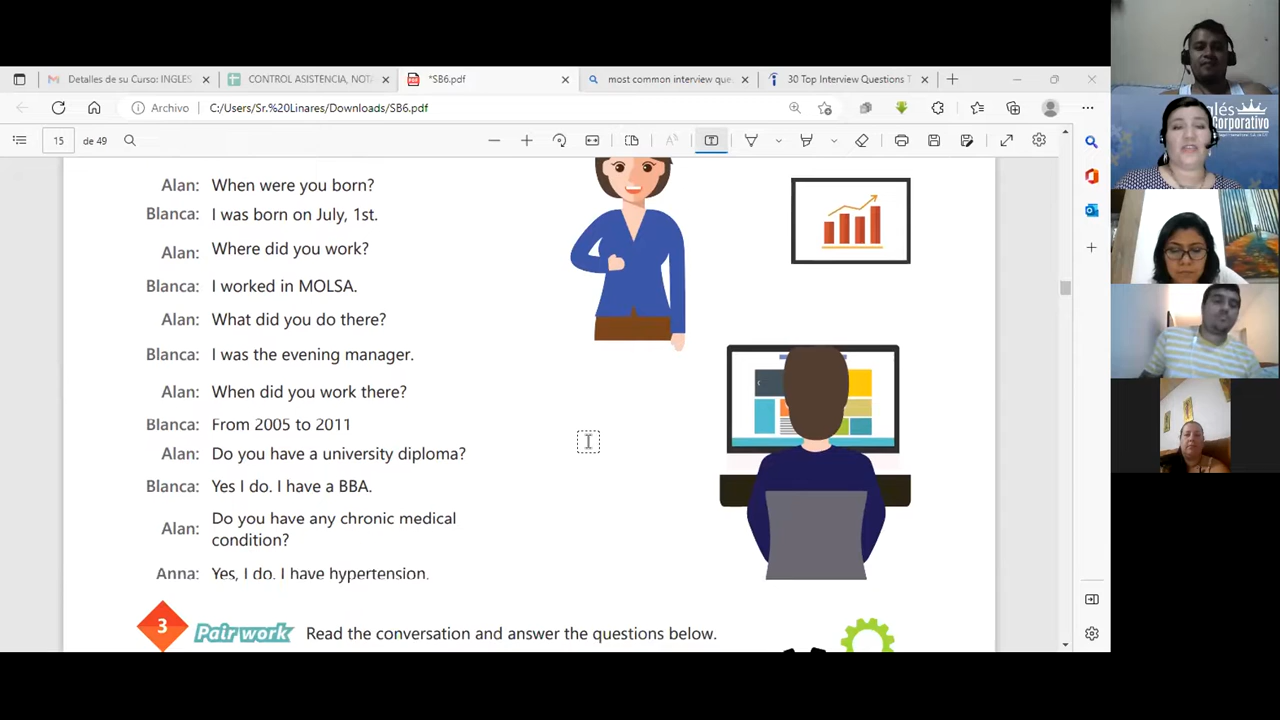 Detalles de su Curso: INGLES
CONTROL ASISTENCIA, NOT
*SB6.pdf
most common interview que
30 Top Interview Questions T
Archivo
C:/Users/Sr.%20Linares/Downloads/SB6.pdf
15 de 49
Alan: When were you born?
Blanca: I was born on July, 1st.
Alan: Where did you work?
Blanca: I worked in MOLSA.
Alan: What did you do there?
Blanca: I was the evening manager.
Alan: When did you work there?
Blanca: From 2005 to 2011
Alan: Do you have a university diploma?
Blanca: Yes I do. I have a BBA.
Alan: Do you have any chronic medical
condition?
Anna: Yes, I do. I have hypertension.
3 Pair work Read the conversation and answer the questions below.
glés
Corporativo